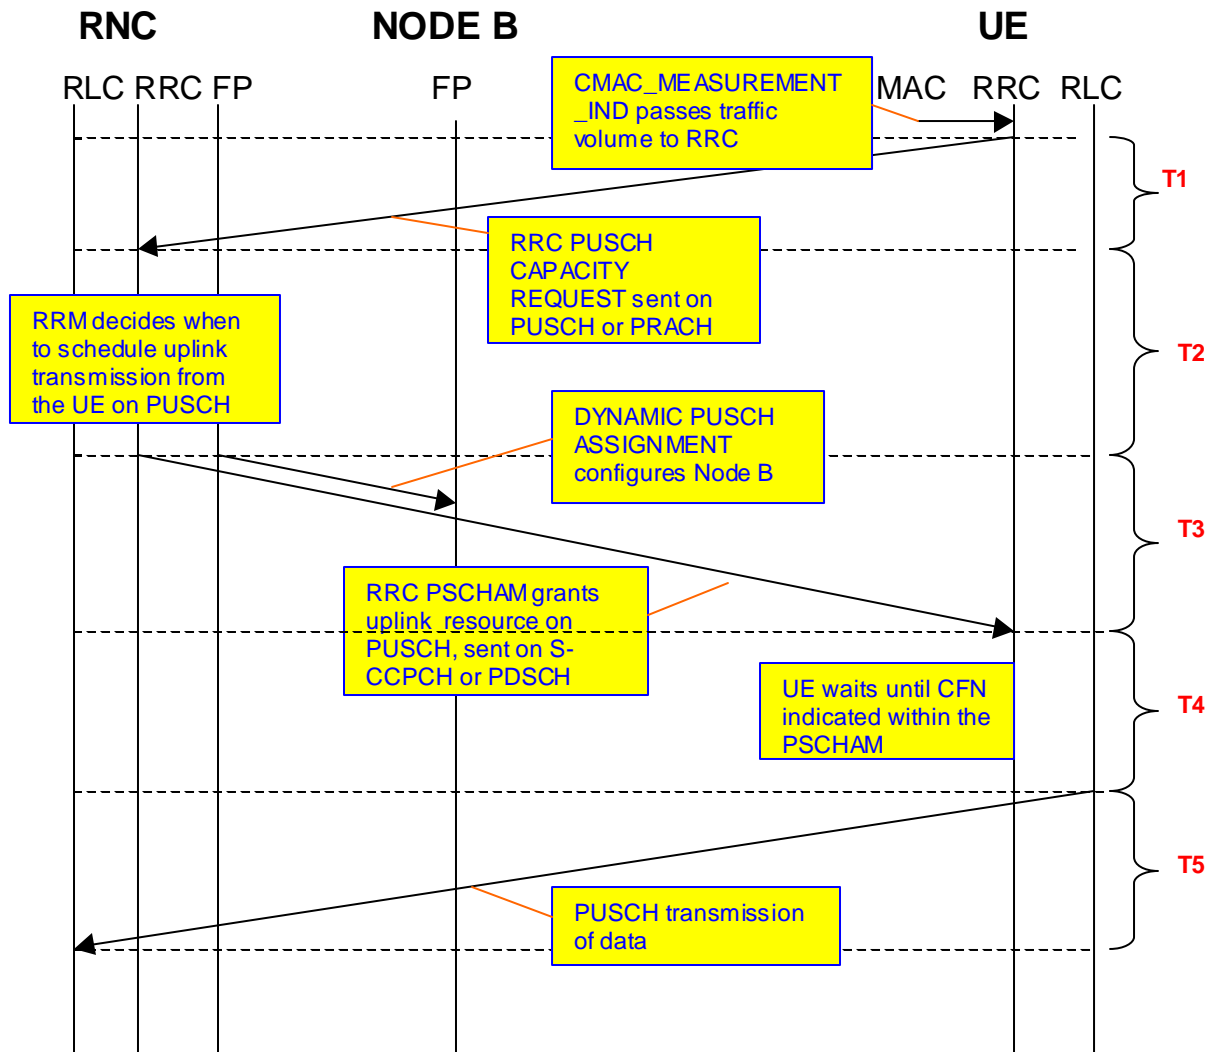 RNC NODE B UE
RLC RRC FP FP MAC RRC RLC
CMAC_MEASUREMENT
_IND passes traffic
volume to RRC
T1
RRC PUSCH
CAPACITY
REQUEST sent on
PUSCH or PRACH
RRM decides when
to schedule uplink
transmission from
the UE on PUSCH
T2
DYNAMIC PUSCH
ASSIGNMENT
configures Node B
T3
RRC PSCHAM grants
uplink resource on
PUSCH, sent on S-
CCPCH or PDSCH
UE waits until CFN
indicated within the
PSCHAM
T4
T5
PUSCH transmission
of data